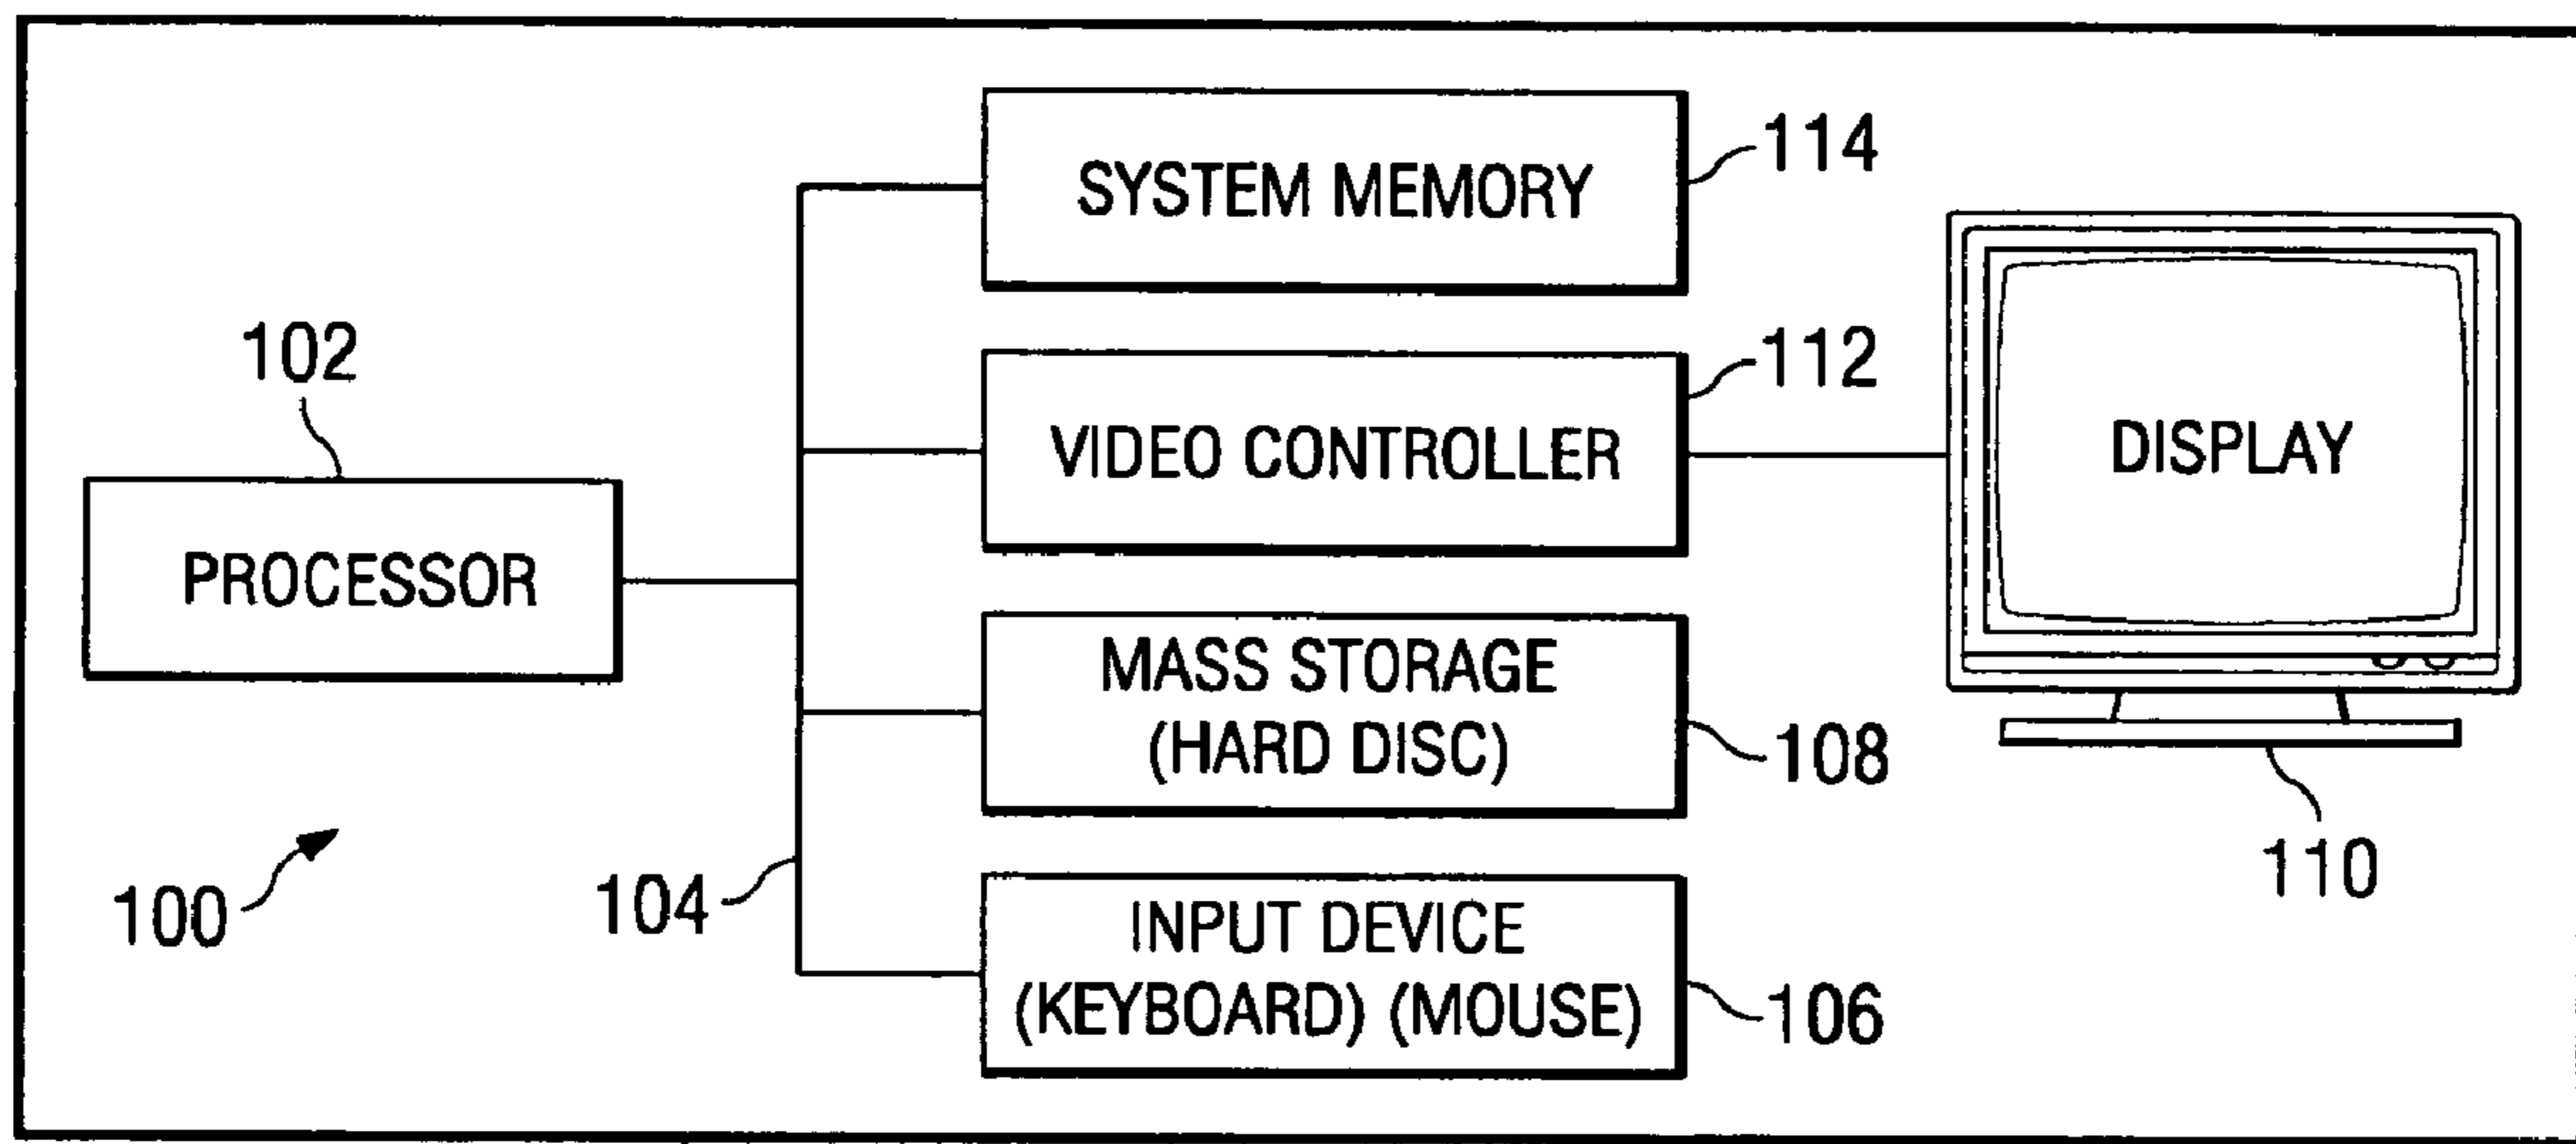 SYSTEM MEMORY
114
102
PROCESSOR
VIDEO CONTROLLER
112
DISPLAY
110
MASS STORAGE
(HARD DISC)
108
100
104
INPUT DEVICE
(KEYBOARD) (MOUSE)
106